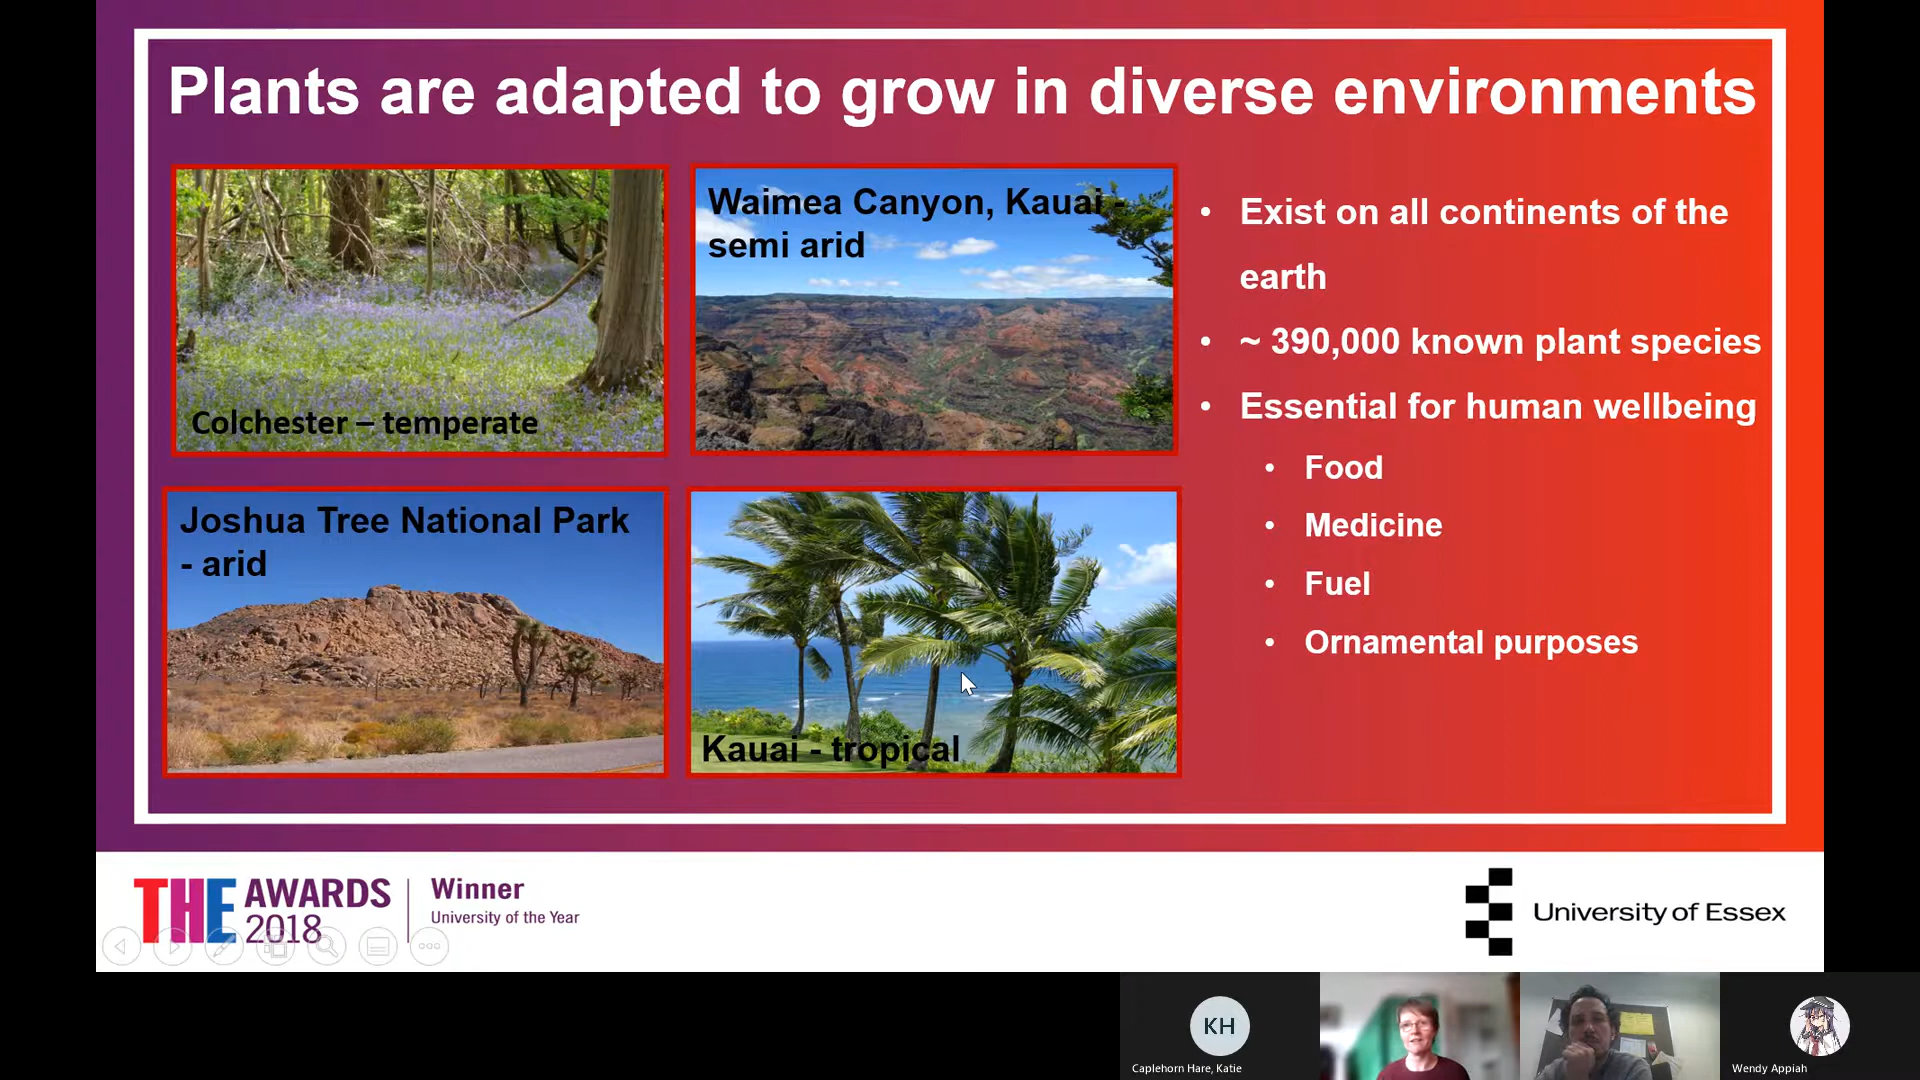 Plants are adapted to grow in diverse environments
Colchester – temperate
Waimea Canyon, Kauai -
semi arid
Joshua Tree National Park
- arid
Kauai - tropical
• Exist on all continents of the
earth
• ~ 390,000 known plant species
• Essential for human wellbeing
• Food
• Medicine
• Fuel
• Ornamental purposes
THE AWARDS
2018
Winner
University of the Year
University of Essex
KH
Caplehorn Hare, Katie
Wendy Appiah